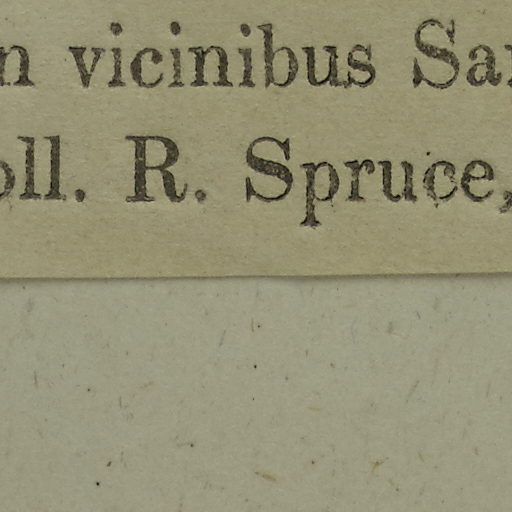 n vicinibus Sa
oll. R. Spruce,